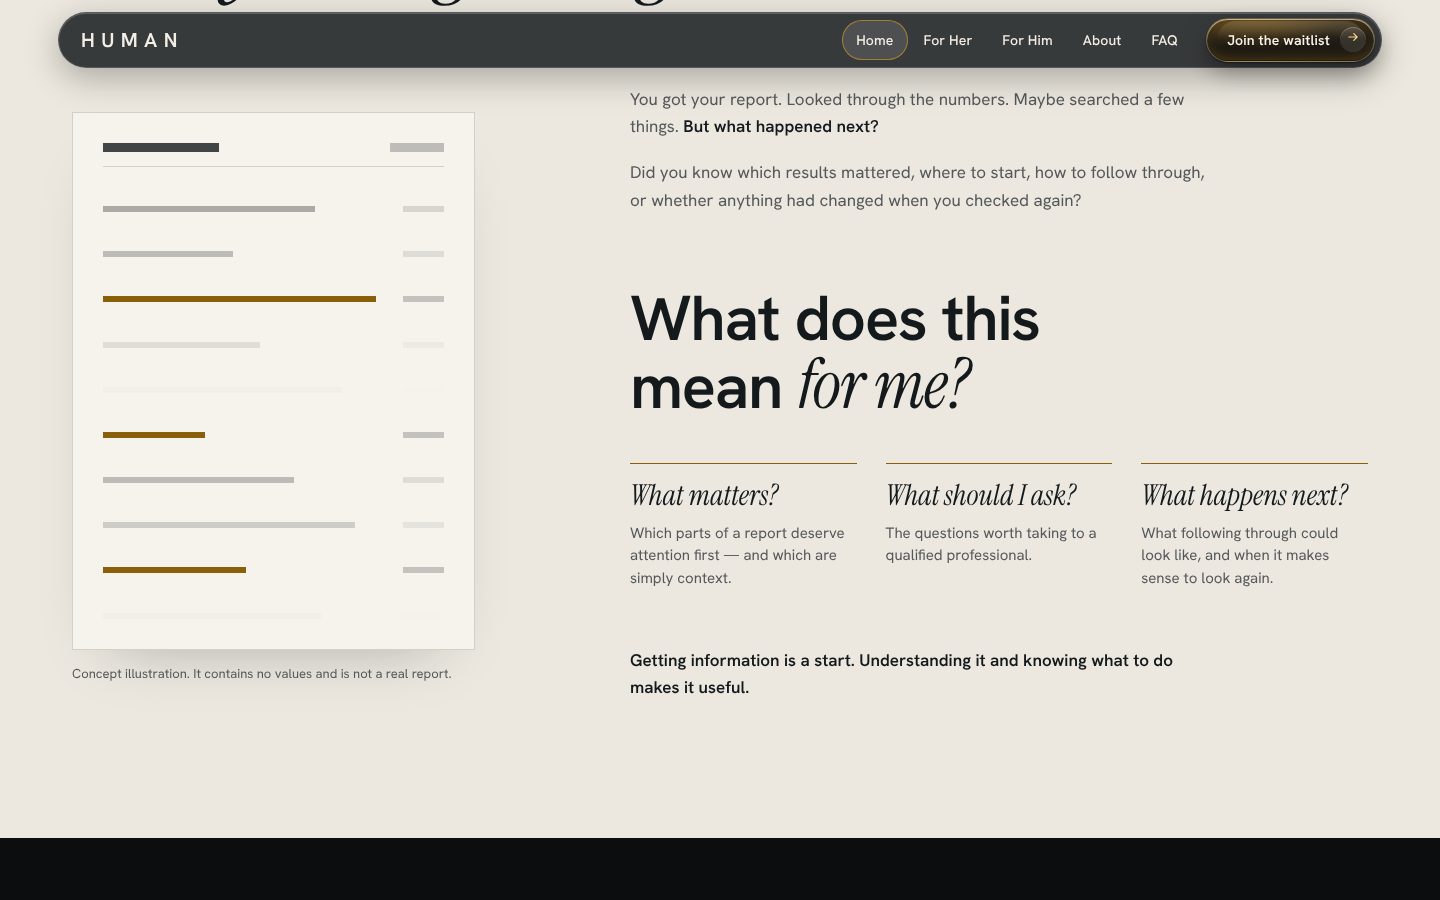 HUMAN
Home
For Her
For Him
About
FAQ
Join the waitlist
You got your report. Looked through the numbers. Maybe searched a few
things. But what happened next?
Did you know which results mattered, where to start, how to follow through,
or whether anything had changed when you checked again?
What does this
mean for me?
What matters?
Which parts of a report deserve
attention first — and which are
simply context.
What should I ask?
The questions worth taking to a
qualified professional.
What happens next?
What following through could
look like, and when it makes
sense to look again.
Getting information is a start. Understanding it and knowing what to do
makes it useful.
Concept illustration. It contains no values and is not a real report.